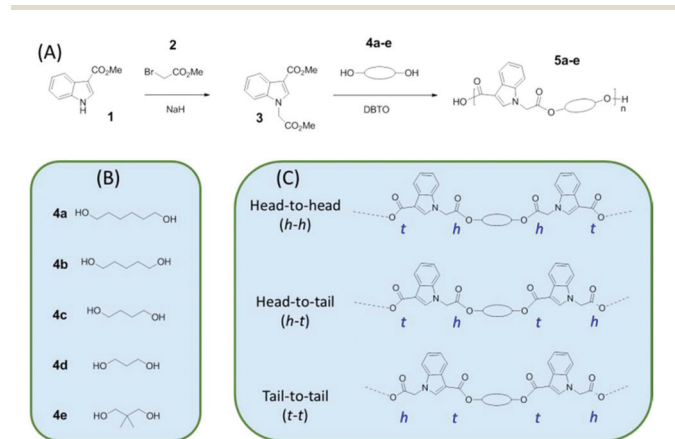 (A)
2
4a-e
5a-e
CO₂Me
Br CO₂Me
CO₂Me
HO OH
HO
O
N
O
O
O
O H
n
N
H
1
NaH
3
N
CO₂Me
DBTO
(B)
4a HO OH
4b HO OH
4c HO OH
4d HO OH
4e HO OH
(C)
Head-to-head
(h-h)
O O N O O O O N O O
t h h t
Head-to-tail
(h-t)
O O N O O O O N O O
t h t h
Tail-to-tail
(t-t)
O O N O O O O N O O
h t t h